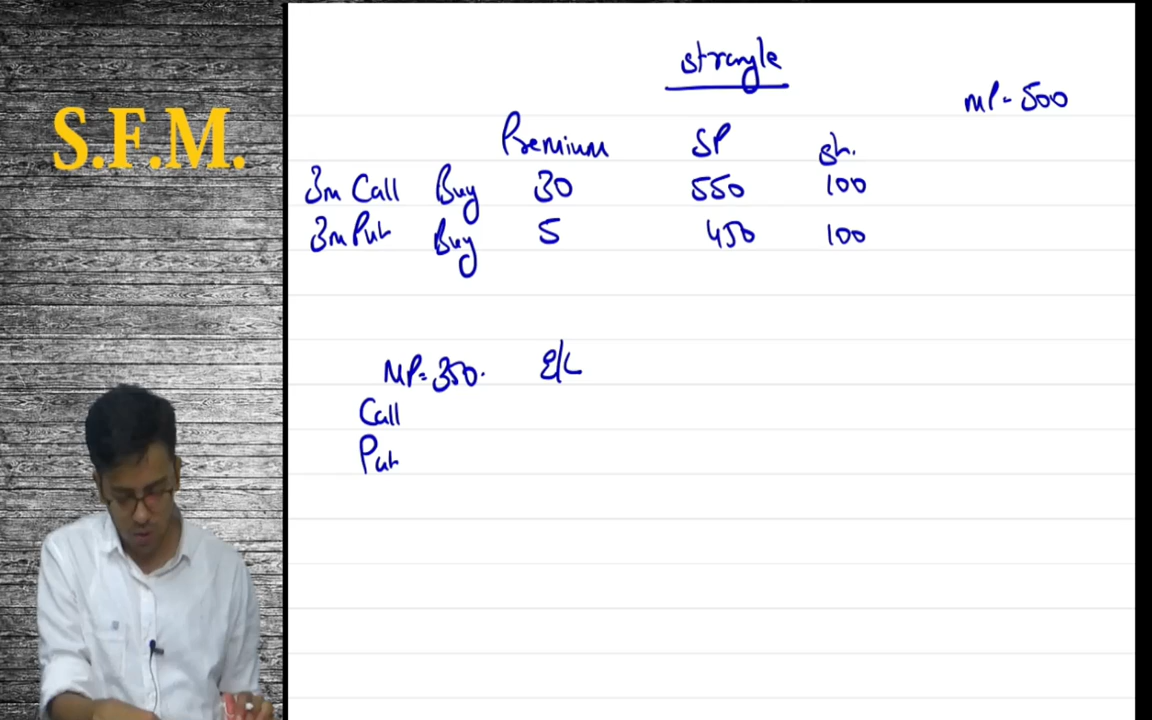 S.F.M.
strangle
MP = 500
Premium SP sh.
3m Call Buy 30 550 100
3m Put Buy 5 450 100
MP = 350. E/L
Call
Put